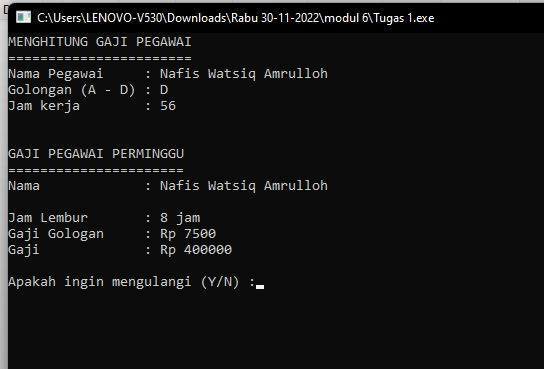 C:\Users\LENOVO-V530\Downloads\Rabu 30-11-2022\modul 6\Tugas 1.exe
MENGHITUNG GAJI PEGAWAI
=======================
Nama Pegawai     : Nafis Watsiq Amrulloh
Golongan (A - D) : D
Jam kerja        : 56
GAJI PEGAWAI PERMINGGU
======================
Nama             : Nafis Watsiq Amrulloh
Jam Lembur       : 8 jam
Gaji Gologan     : Rp 7500
Gaji             : Rp 400000
Apakah ingin mengulangi (Y/N) :